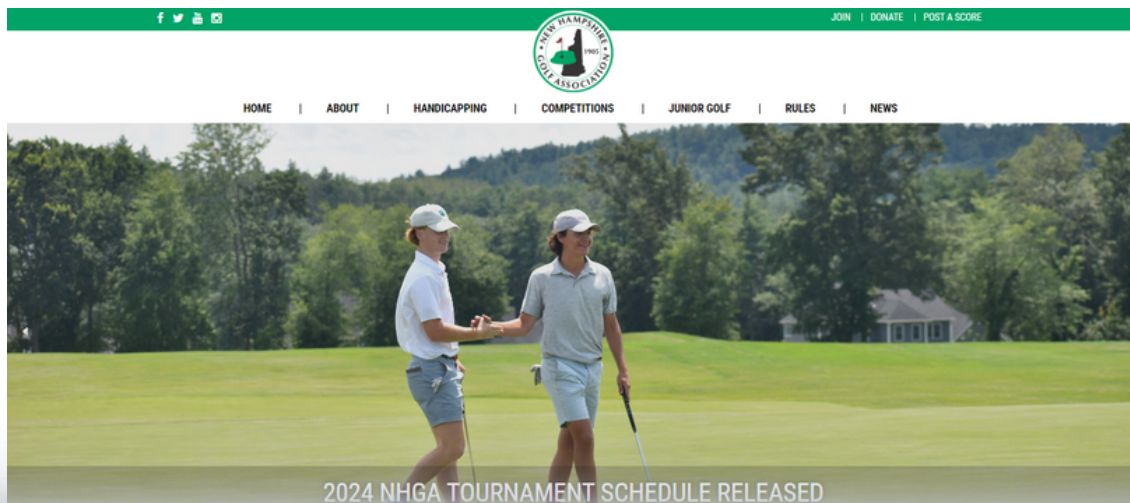 JOIN | DONATE | POST A SCORE
NEW HAMPSHIRE
1905
GOLF ASSOCIATION
HOME | ABOUT | HANDICAPPING | COMPETITIONS | JUNIOR GOLF | RULES | NEWS
2024 NHGA TOURNAMENT SCHEDULE RELEASED